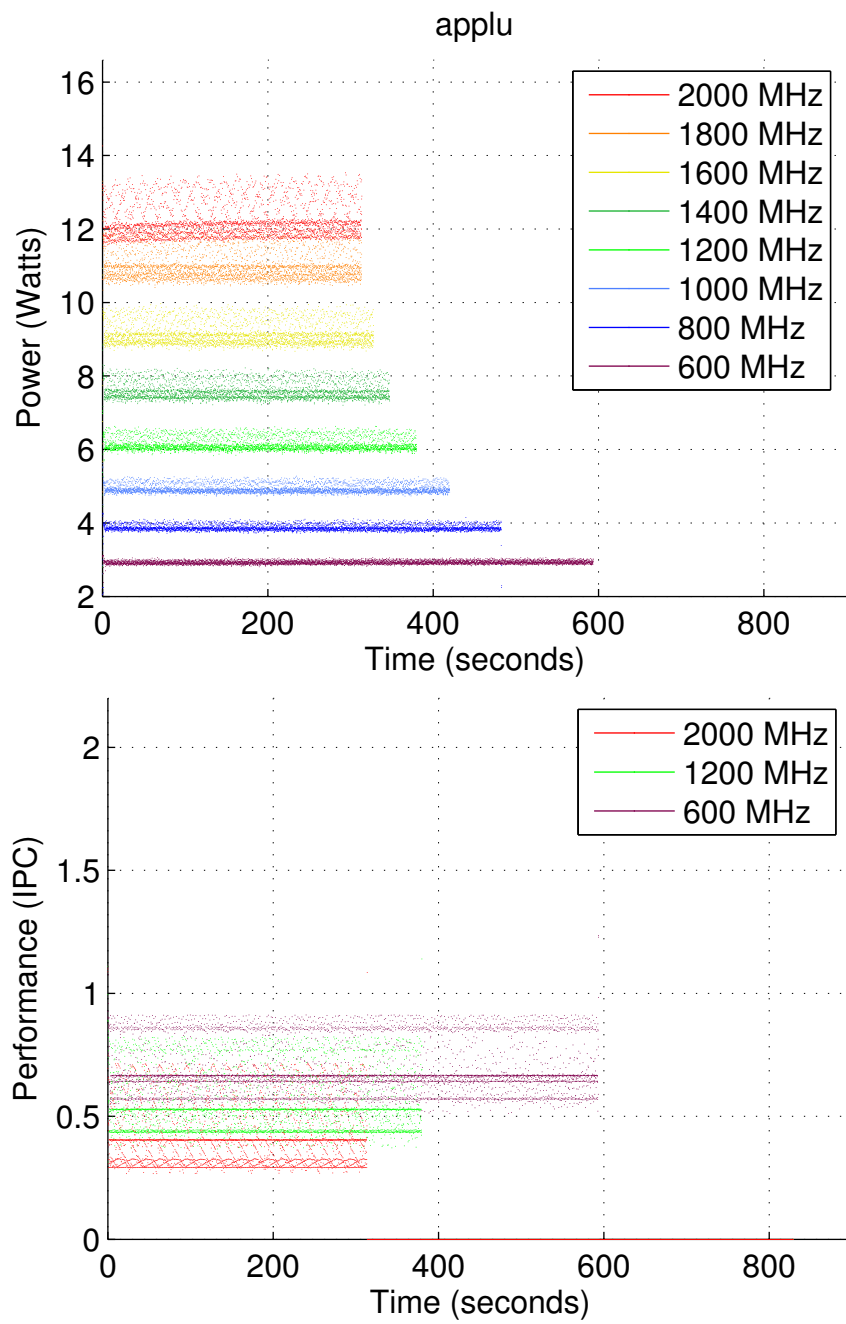 applu
Power (Watts)
16
14
12
10
8
6
4
2
2000 MHz
1800 MHz
1600 MHz
1400 MHz
1200 MHz
1000 MHz
800 MHz
600 MHz
0 200 400 600 800
Time (seconds)
Performance (IPC)
2
1.5
1
0.5
0
2000 MHz
1200 MHz
600 MHz
0 200 400 600 800
Time (seconds)